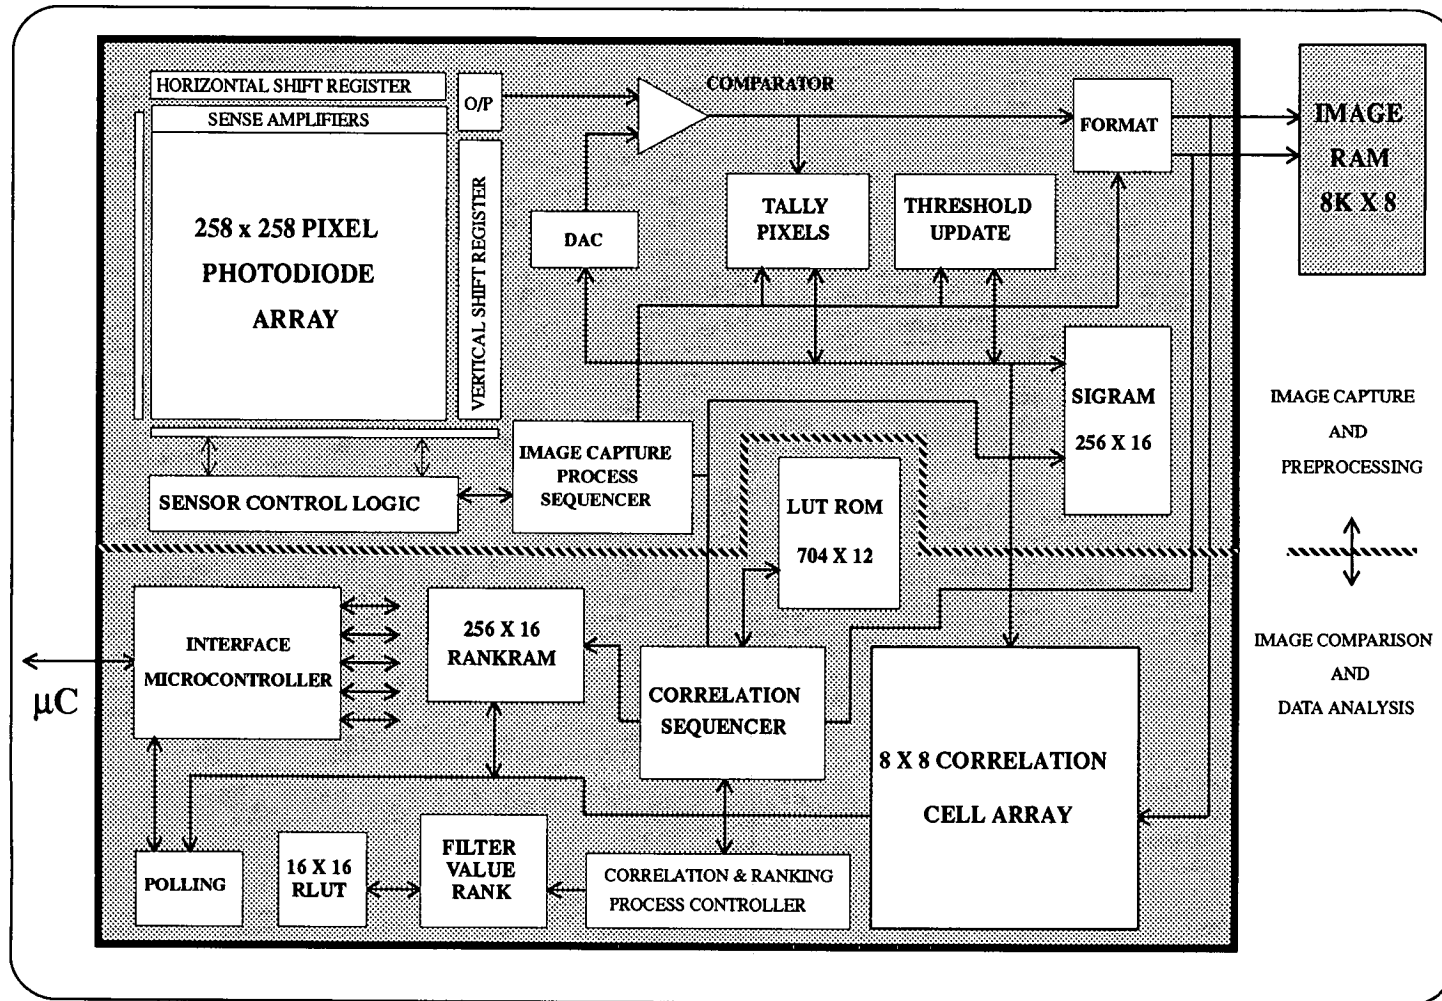 HORIZONTAL SHIFT REGISTER
SENSE AMPLIFIERS
O/P
COMPARATOR
FORMAT
IMAGE
RAM
8K X 8
258 x 258 PIXEL
PHOTODIODE
ARRAY
VERTICAL SHIFT REGISTER
DAC
TALLY
PIXELS
THRESHOLD
UPDATE
SIGRAM
256 X 16
IMAGE CAPTURE
AND
PREPROCESSING
SENSOR CONTROL LOGIC
IMAGE CAPTURE
PROCESS
SEQUENCER
LUT ROM
704 X 12
INTERFACE
MICROCONTROLLER
µC
256 X 16
RANKRAM
CORRELATION
SEQUENCER
8 X 8 CORRELATION
CELL ARRAY
IMAGE COMPARISON
AND
DATA ANALYSIS
POLLING
16 X 16
RLUT
FILTER
VALUE
RANK
CORRELATION & RANKING
PROCESS CONTROLLER